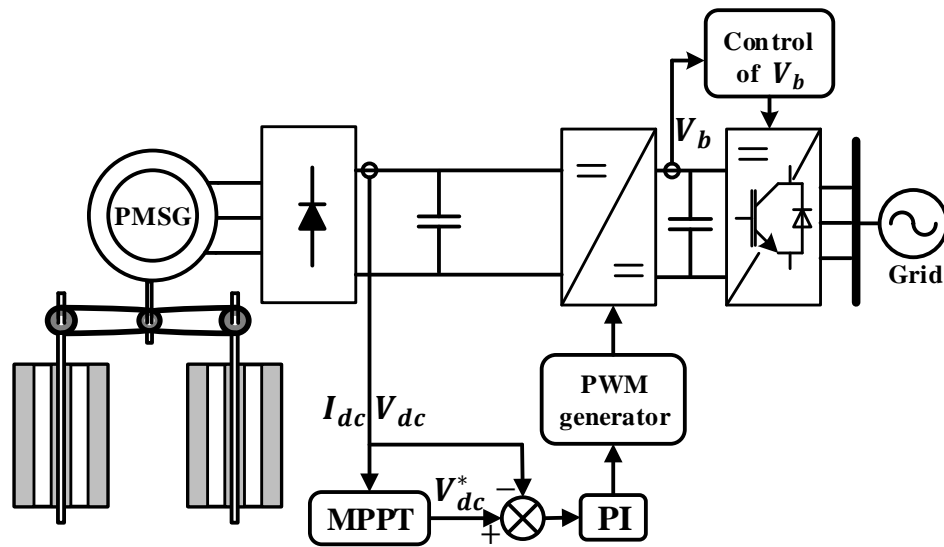 Control
of V_b
V_b
PMSG
Grid
PWM
generator
I_dc V_dc
V*_dc
−
+
MPPT
PI